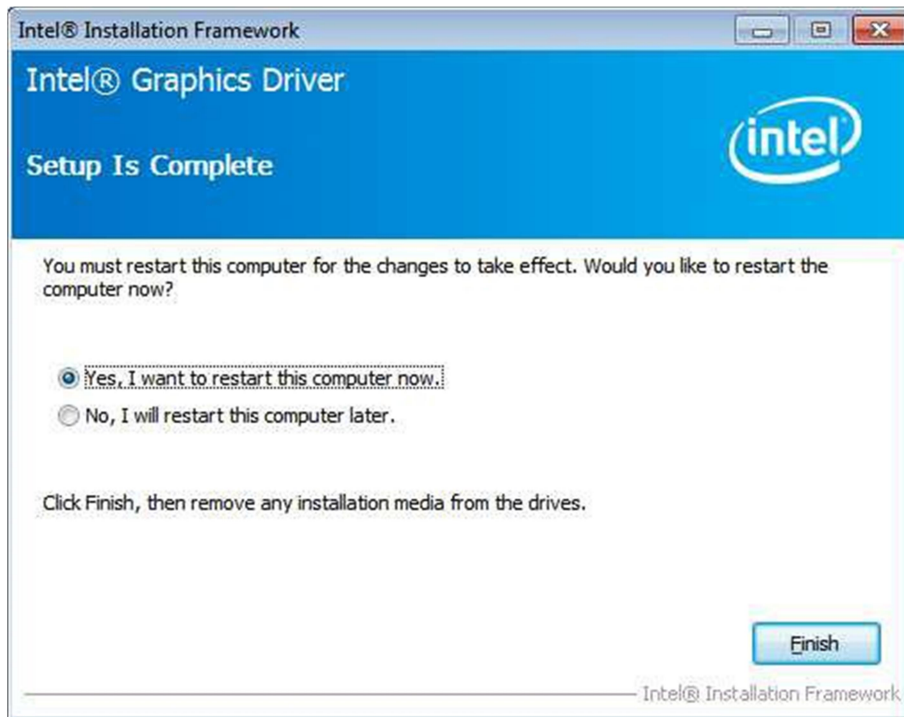 Intel® Installation Framework
Intel® Graphics Driver
intel
Setup Is Complete
You must restart this computer for the changes to take effect. Would you like to restart the
computer now?
Yes, I want to restart this computer now.
No, I will restart this computer later.
Click Finish, then remove any installation media from the drives.
Finish
Intel® Installation Framework